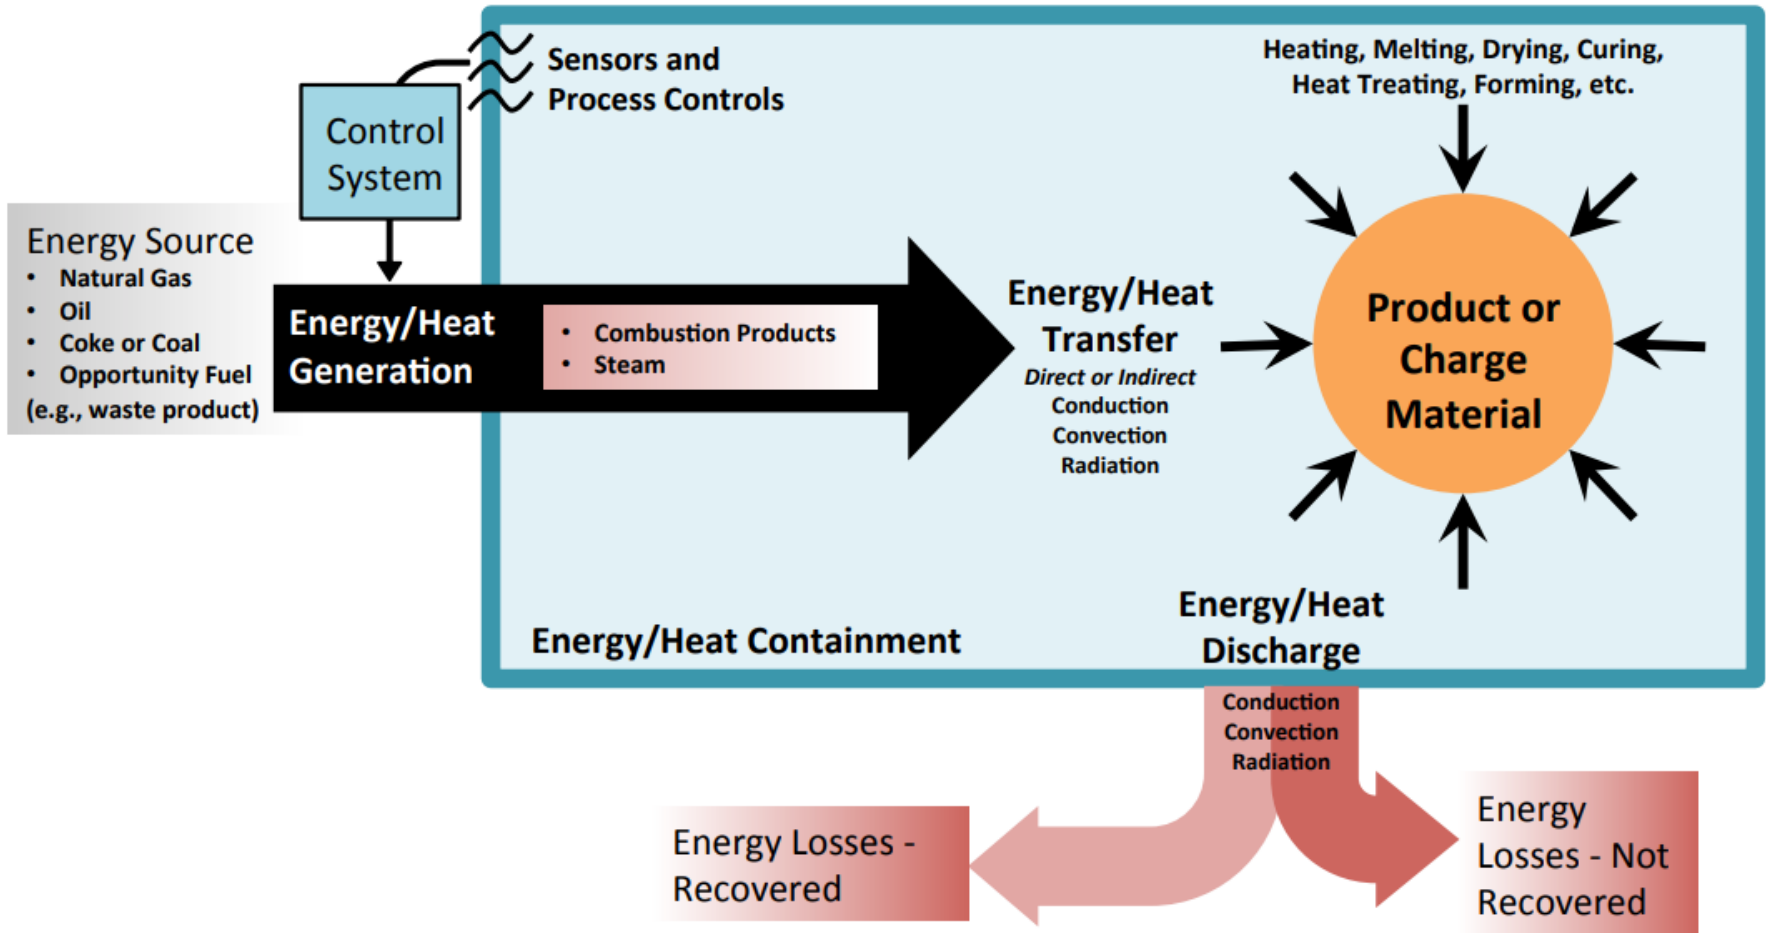 Sensors and
Process Controls
Heating, Melting, Drying, Curing,
Heat Treating, Forming, etc.
Control
System
Energy Source
• Natural Gas
• Oil
• Coke or Coal
• Opportunity Fuel
(e.g., waste product)
Energy/Heat
Generation
• Combustion Products
• Steam
Energy/Heat
Transfer
Direct or Indirect
Conduction
Convection
Radiation
Product or
Charge
Material
Energy/Heat Containment
Energy/Heat
Discharge
Conduction
Convection
Radiation
Energy Losses -
Recovered
Energy
Losses - Not
Recovered